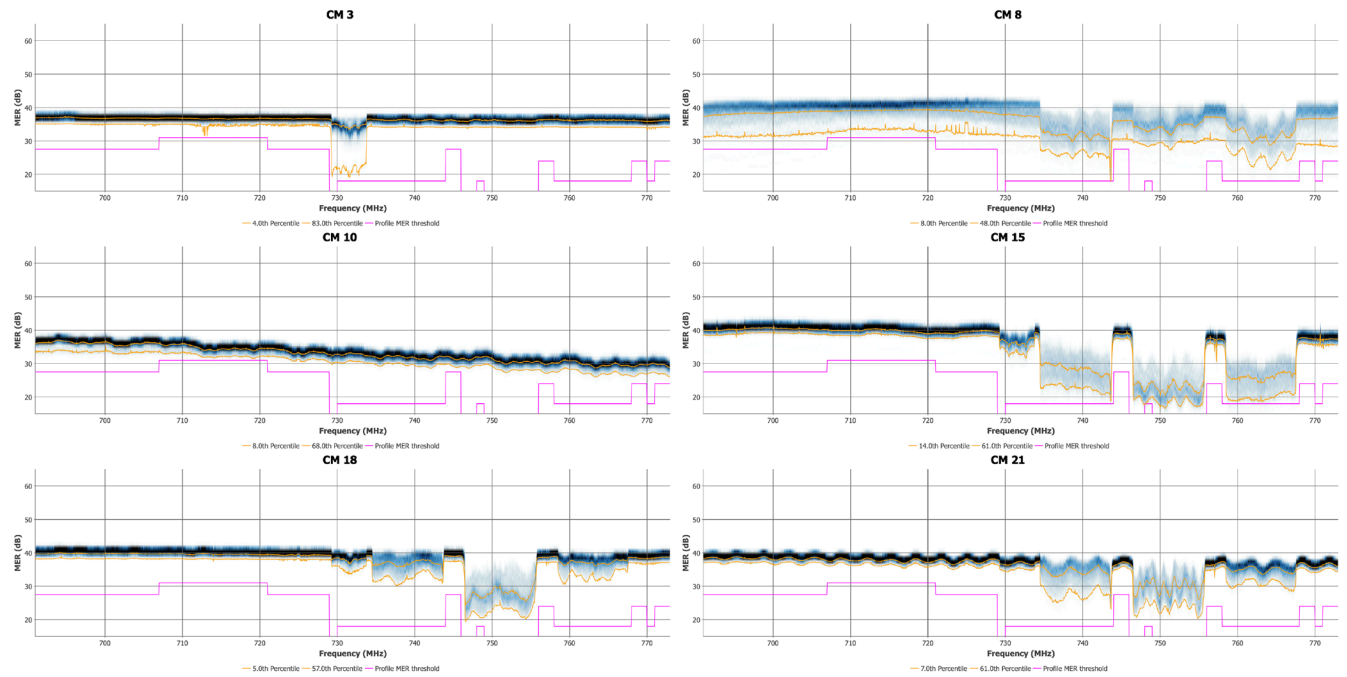 CM 3
CM 8
60
50
40
30
20
MER (dB)
700
710
720
730
740
750
760
770
Frequency (MHz)
4.0th Percentile
83.0th Percentile
Profile MER threshold
60
50
40
30
20
MER (dB)
700
710
720
730
740
750
760
770
Frequency (MHz)
8.0th Percentile
48.0th Percentile
Profile MER threshold
CM 10
CM 15
60
50
40
30
20
MER (dB)
700
710
720
730
740
750
760
770
Frequency (MHz)
8.0th Percentile
68.0th Percentile
Profile MER threshold
60
50
40
30
20
MER (dB)
700
710
720
730
740
750
760
770
Frequency (MHz)
14.0th Percentile
61.0th Percentile
Profile MER threshold
CM 18
CM 21
60
50
40
30
20
MER (dB)
700
710
720
730
740
750
760
770
Frequency (MHz)
5.0th Percentile
57.0th Percentile
Profile MER threshold
60
50
40
30
20
MER (dB)
700
710
720
730
740
750
760
770
Frequency (MHz)
7.0th Percentile
61.0th Percentile
Profile MER threshold